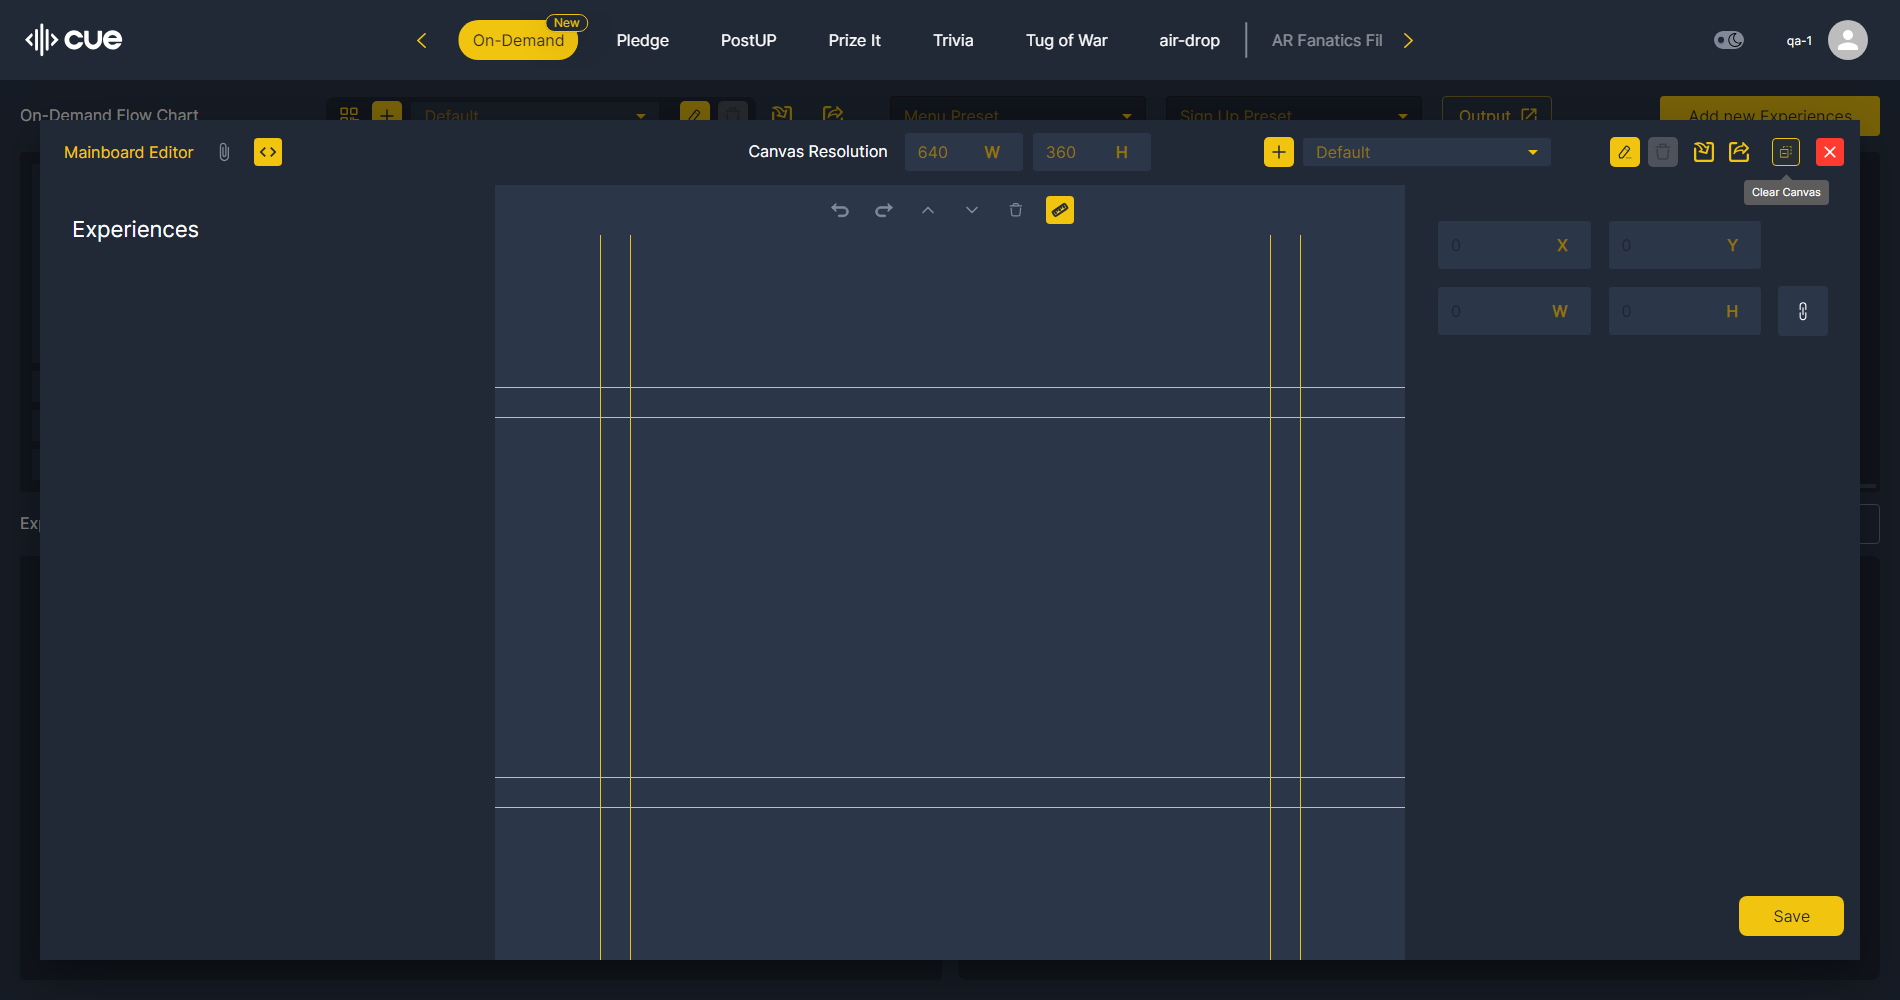 cue
On-Demand
New
Pledge
PostUP
Prize It
Trivia
Tug of War
air-drop
AR Fanatics Fil
qa-1
On-Demand Flow Chart
Default
Menu Preset
Sign Up Preset
Output
Add new Experiences
Mainboard Editor
Canvas Resolution
640 W
360 H
Default
Clear Canvas
Experiences
0 X
0 Y
0 W
0 H
Exp
Save